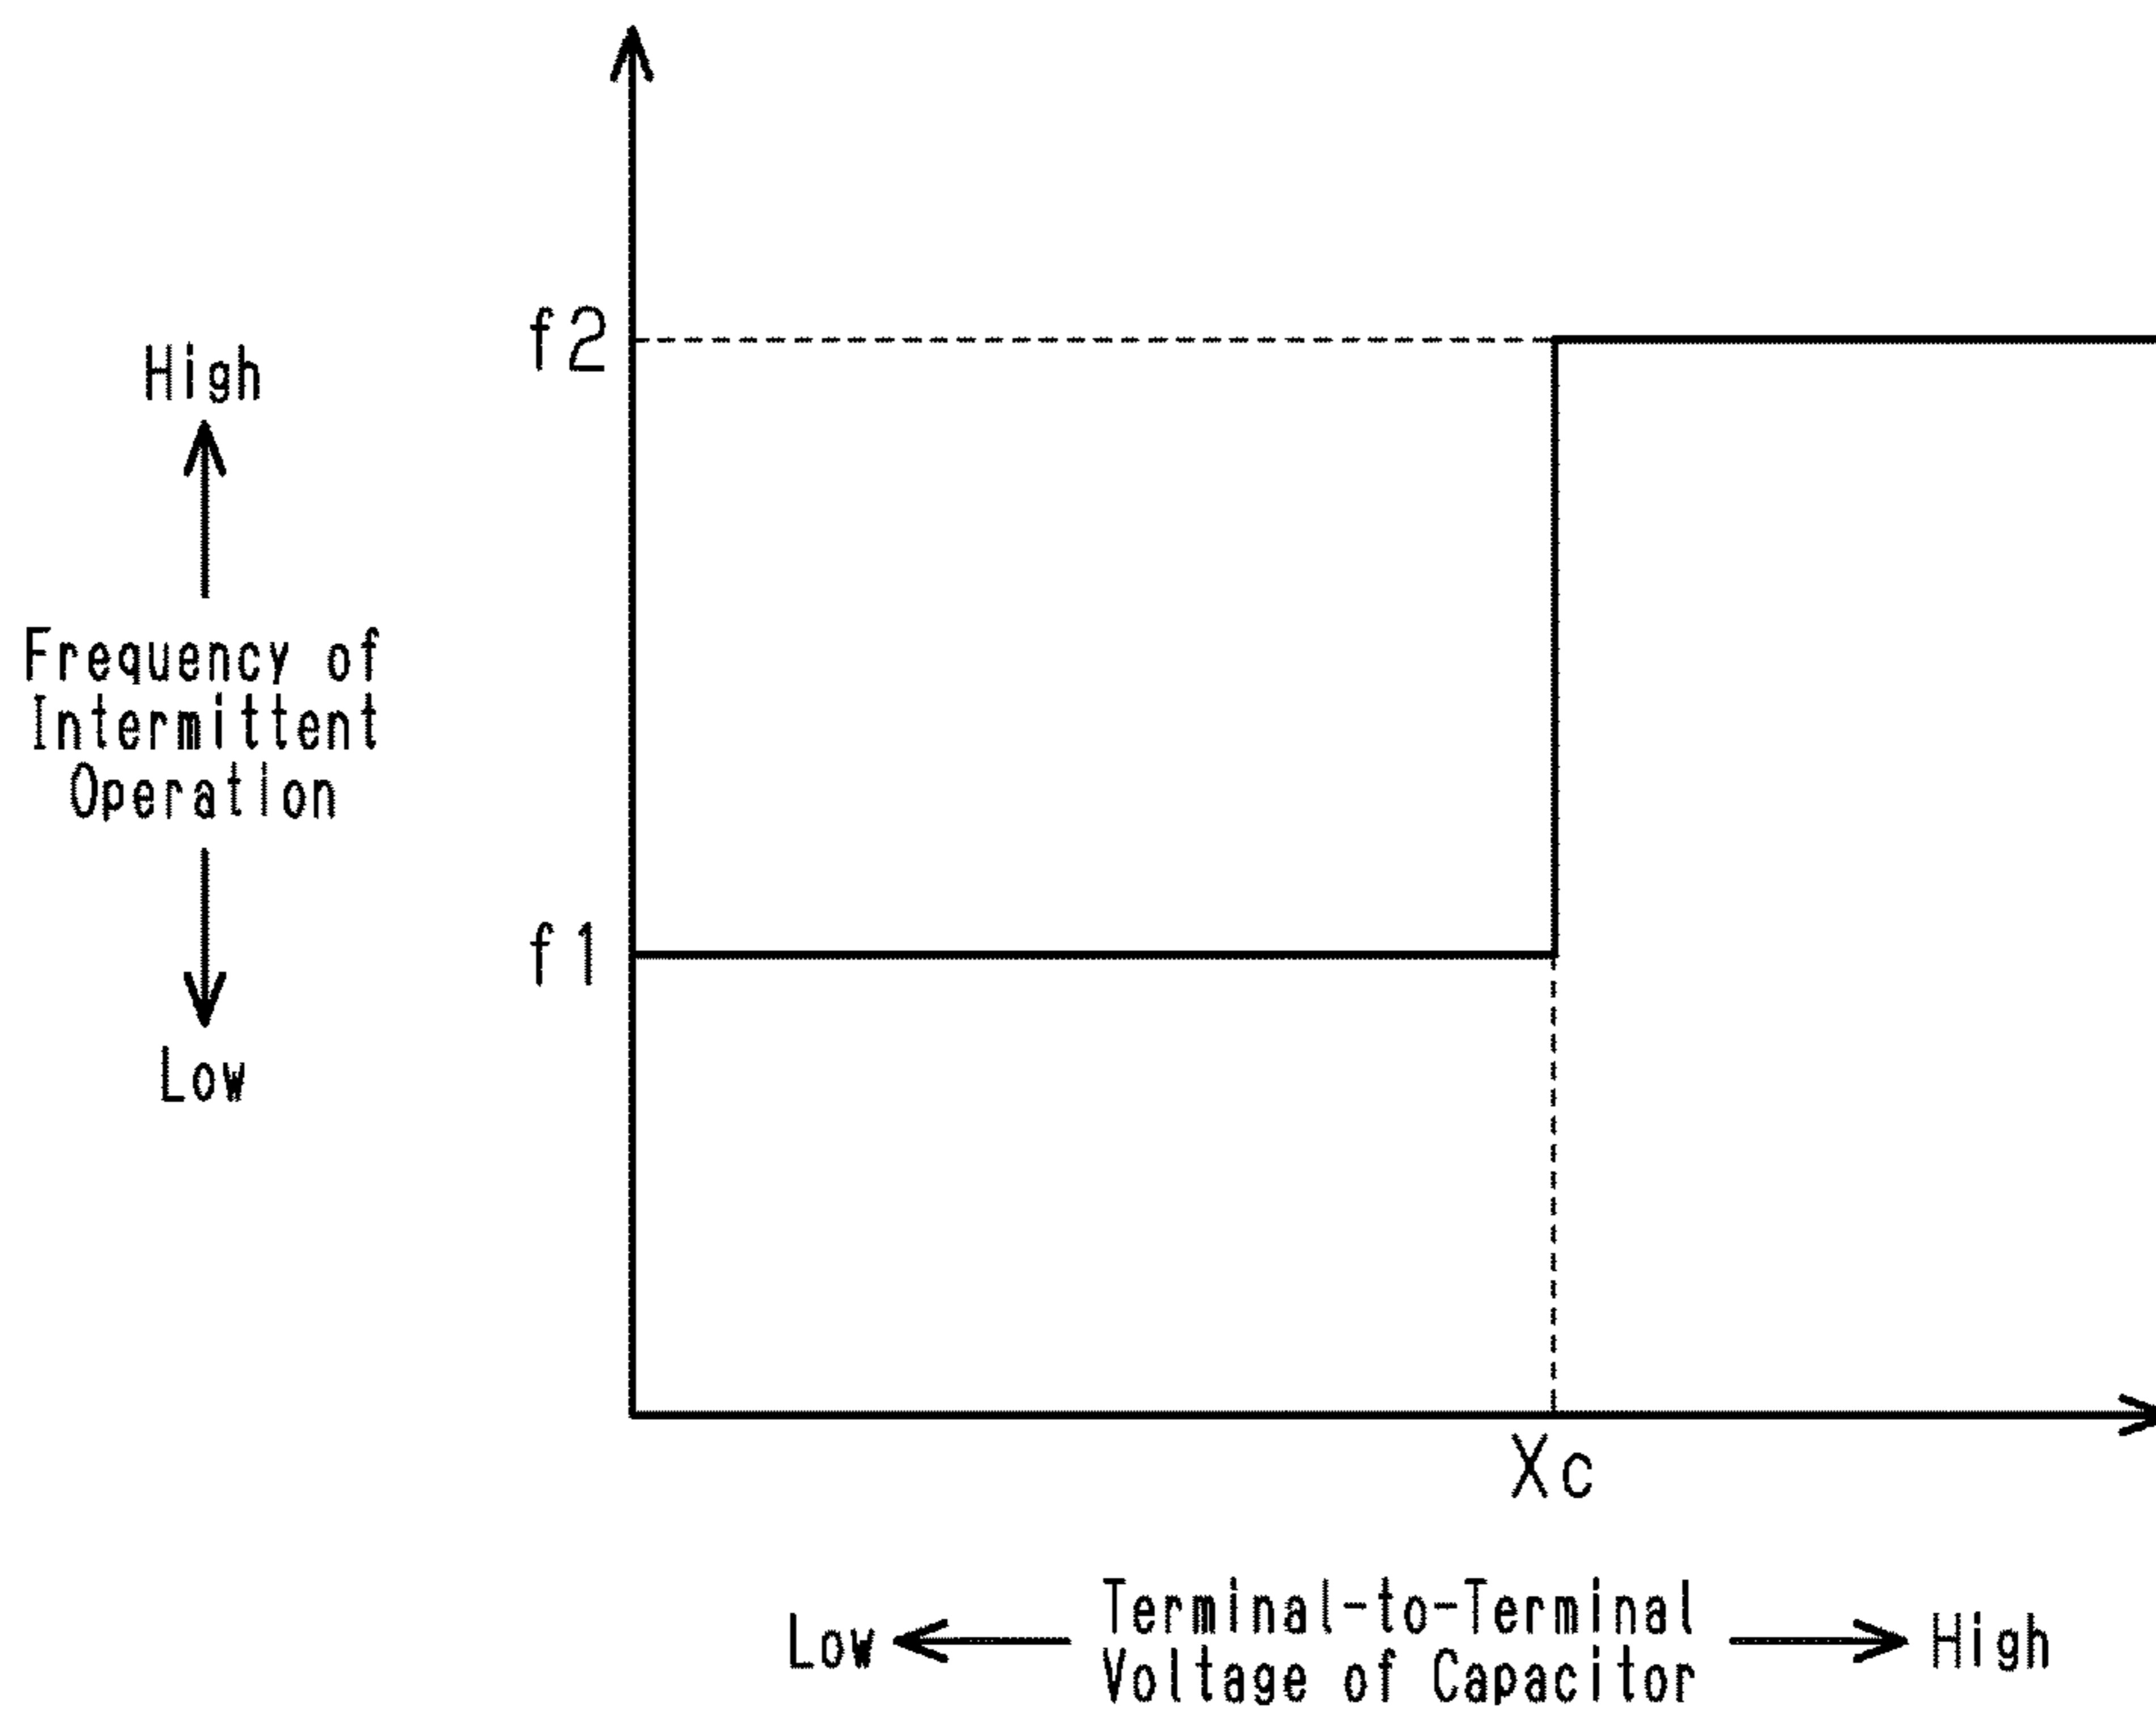 f2
High
Frequency of
Intermittent
Operation
f1
Low
Xc
Terminal-to-Terminal
Low
High
Voltage of Capacitor